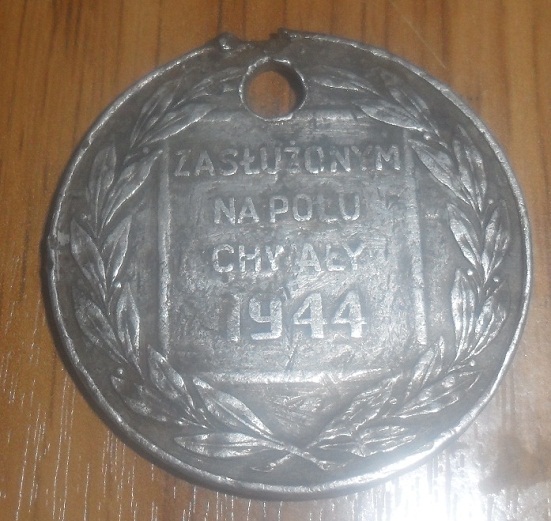 ZASŁUŻONYM
NA POLU
CHWAŁY
1944